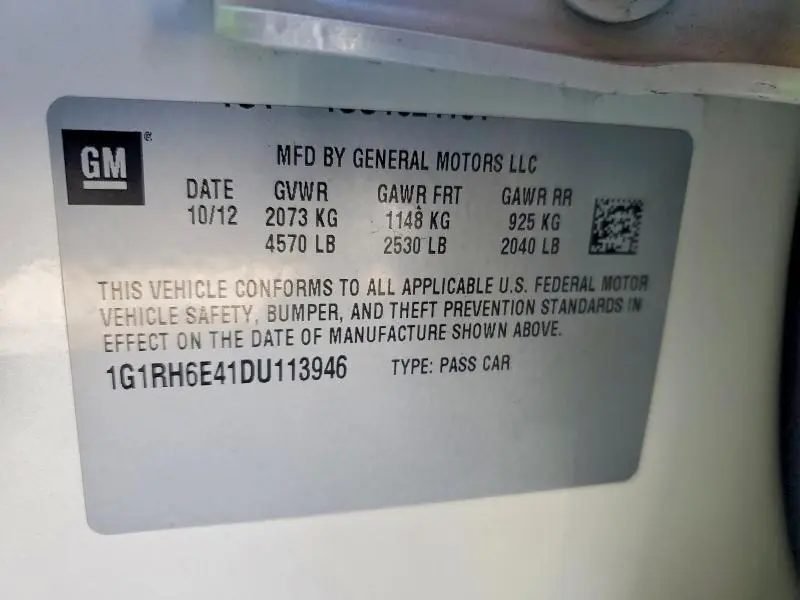 GM
MFD BY GENERAL MOTORS LLC
DATE GVWR GAWR FRT GAWR RR
10/12 2073 KG 1148 KG 925 KG
4570 LB 2530 LB 2040 LB
THIS VEHICLE CONFORMS TO ALL APPLICABLE U.S. FEDERAL MOTOR
VEHICLE SAFETY, BUMPER, AND THEFT PREVENTION STANDARDS IN
EFFECT ON THE DATE OF MANUFACTURE SHOWN ABOVE.
1G1RH6E41DU113946 TYPE: PASS CAR